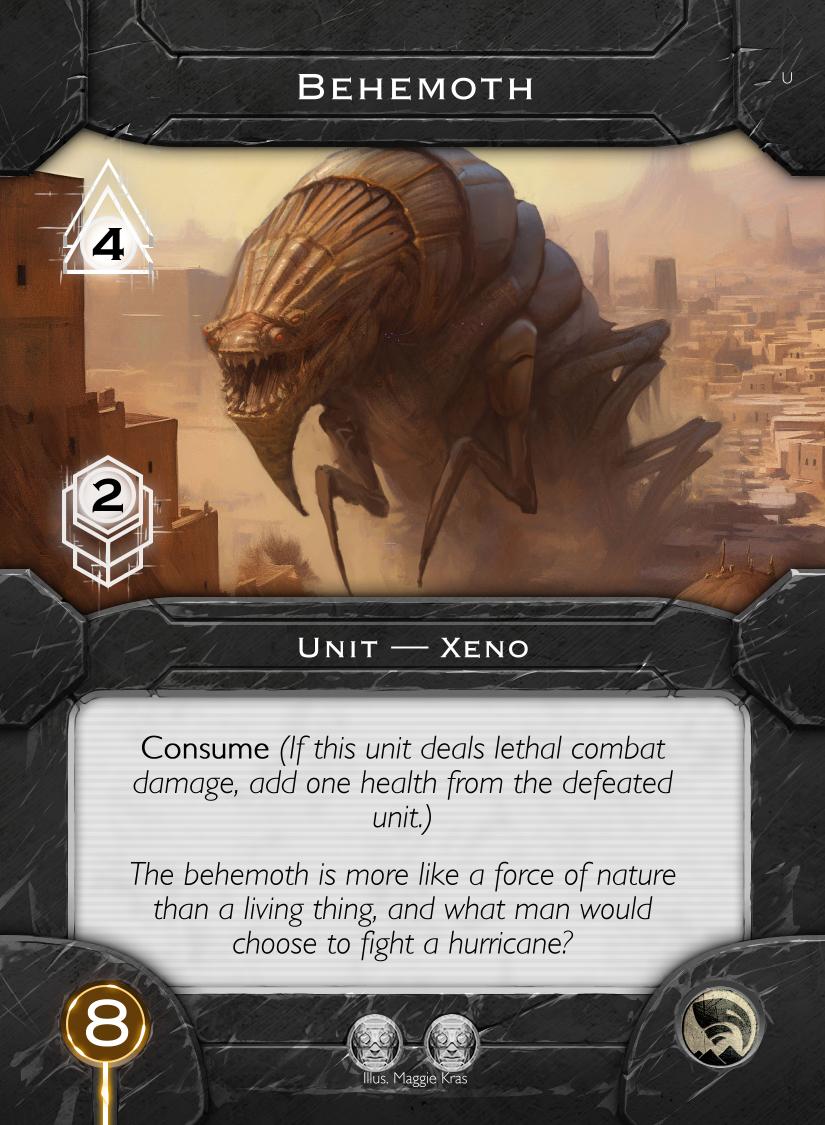 BEHEMOTH
U
4
2
UNIT — XENO
Consume (If this unit deals lethal combat
damage, add one health from the defeated
unit.)
The behemoth is more like a force of nature
than a living thing, and what man would
choose to fight a hurricane?
8
Illus. Maggie Kras